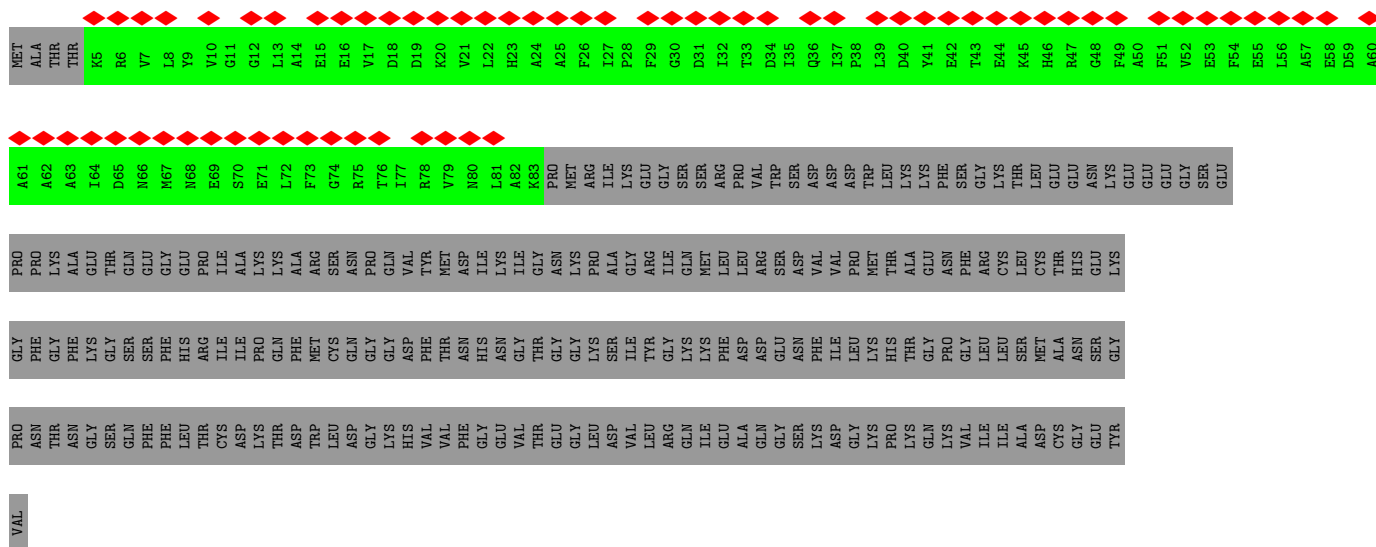 MET ALA THR THR K5 R6 V7 L8 Y9 V10 G11 G12 L13 A14 E15 E16 V17 D18 D19 K20 V21 L22 H23 A24 A25 F26 I27 P28 F29 G30 D31 I32 T33 D34 I35 Q36 I37 P38 L39 D40 Y41 E42 T43 E44 K45 H46 R47 G48 F49 A50 F51 V52 E53 F54 E55 L56 A57 E58 D59 A60
A61 A62 A63 I64 D65 N66 M67 N68 E69 S70 E71 L72 F73 G74 R75 T76 I77 R78 V79 N80 L81 A82 K83 PRO MET ARG ILE LYS GLU GLY SER SER ARG PRO VAL TRP SER ASP ASP ASP TRP LEU LYS LYS PHE SER GLY LYS THR LEU GLU GLU ASN LYS GLU GLU GLU GLY SER GLU
PRO PRO LYS ALA GLU THR GLN GLU GLY GLU PRO ILE ALA LYS LYS ALA ARG SER ASN PRO GLN VAL TYR MET ASP ILE LYS ILE GLY ASN LYS PRO ALA GLY ARG ILE GLN MET LEU LEU ARG SER ASP VAL VAL PRO MET THR ALA GLU ASN PHE ARG CYS LEU CYS THR HIS GLU LYS
GLY PHE GLY PHE LYS GLY SER SER PHE HIS ARG ILE ILE PRO GLN PHE MET CYS GLN GLY GLY ASP PHE THR ASN HIS ASN GLY THR GLY GLY LYS SER ILE TYR GLY LYS LYS PHE ASP ASP GLU ASN PHE ILE LEU LYS HIS THR GLY PRO GLY LEU LEU SER MET ALA ASN SER GLY
PRO ASN THR ASN GLY SER GLN PHE PHE LEU THR CYS ASP LYS THR ASP TRP LEU ASP GLY LYS HIS VAL VAL PHE GLY GLU VAL THR GLU GLY LEU ASP VAL LEU ARG GLN ILE GLU ALA GLN GLY SER LYS ASP GLY LYS PRO LYS GLN LYS VAL ILE ILE ALA ASP CYS GLY GLU TYR
VAL